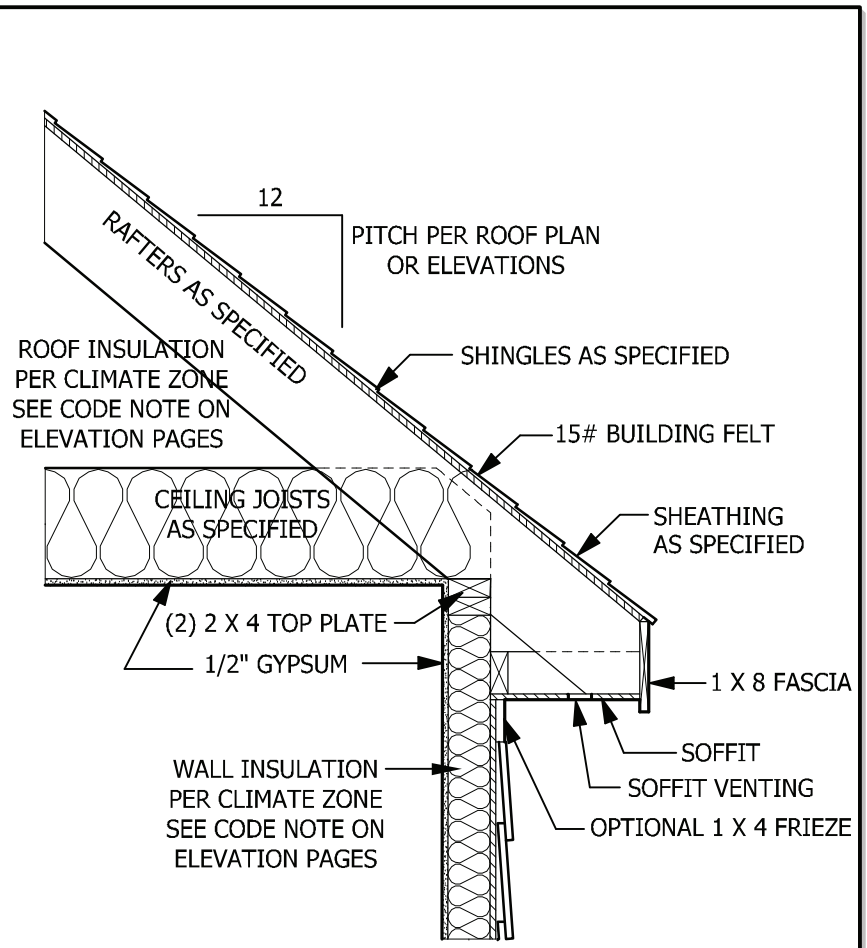 12
PITCH PER ROOF PLAN
OR ELEVATIONS
RAFTERS AS SPECIFIED
ROOF INSULATION
PER CLIMATE ZONE
SEE CODE NOTE ON
ELEVATION PAGES
SHINGLES AS SPECIFIED
15# BUILDING FELT
CEILING JOISTS
AS SPECIFIED
SHEATHING
AS SPECIFIED
(2) 2 X 4 TOP PLATE
1/2" GYPSUM
1 X 8 FASCIA
SOFFIT
SOFFIT VENTING
OPTIONAL 1 X 4 FRIEZE
WALL INSULATION
PER CLIMATE ZONE
SEE CODE NOTE ON
ELEVATION PAGES